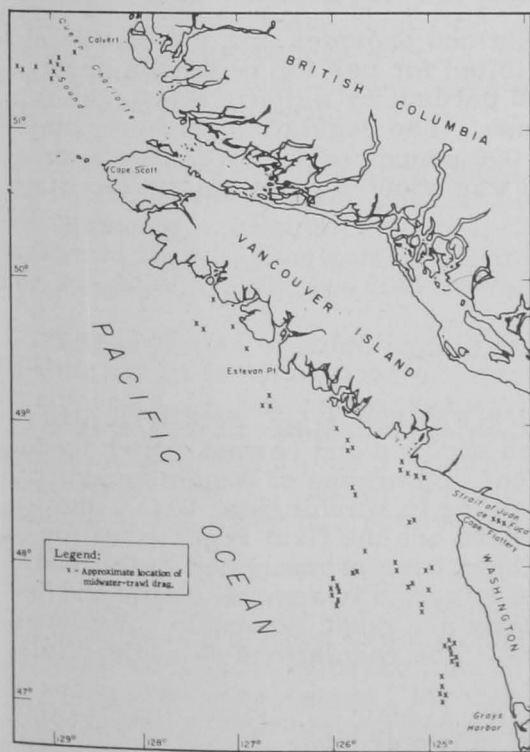 Calvert
Queen Charlotte
Sound
BRITISH COLUMBIA
51°
Cape Scott
50°
VANCOUVER ISLAND
PACIFIC OCEAN
Estevan Pt
49°
Strait of Juan
de Fuca
Cape Flattery
48°
Legend:
x - Approximate location of
midwater-trawl drag.
WASHINGTON
47°
Grays
Harbor
129°
128°
127°
126°
125°